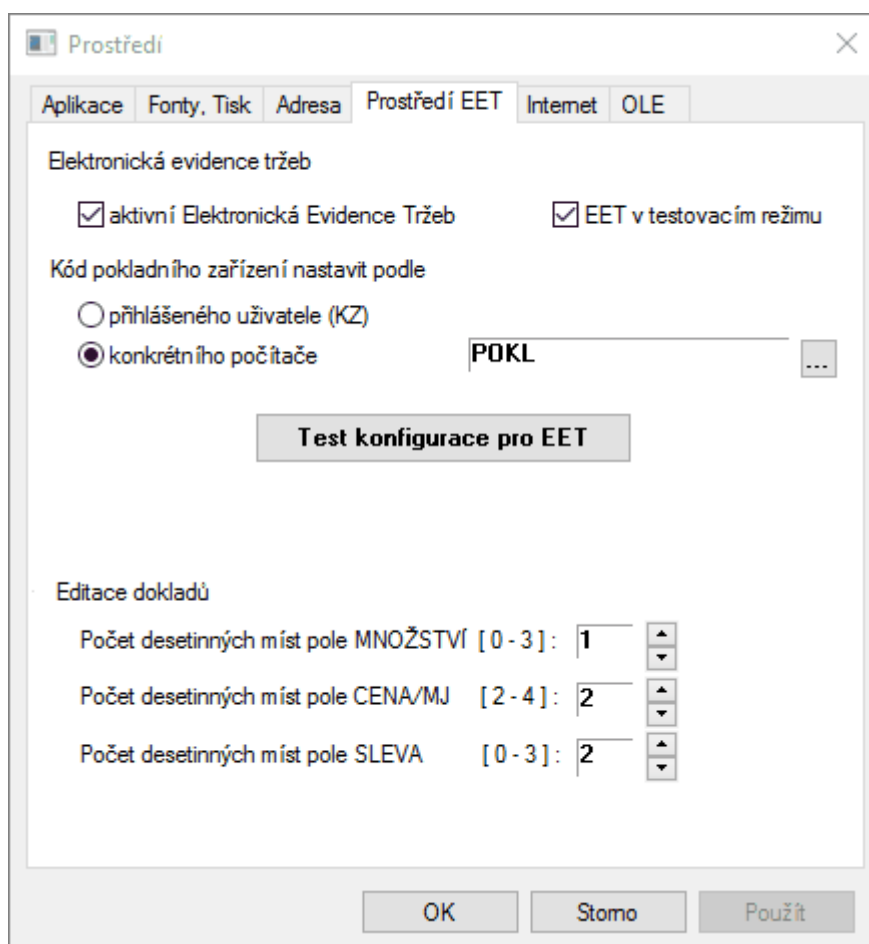 Prostředí
Aplikace Fonty, Tisk Adresa Prostředí EET Internet OLE
Elektronická evidence tržeb
aktivní Elektronická Evidence Tržeb EET v testovacím režimu
Kód pokladního zařízení nastavit podle
přihlášeného uživatele (KZ)
konkrétního počítače POKL ...
Test konfigurace pro EET
Editace dokladů
Počet desetinných míst pole MNOŽSTVÍ [ 0 - 3 ] : 1
Počet desetinných míst pole CENA/MJ [ 2 - 4 ] : 2
Počet desetinných míst pole SLEVA [ 0 - 3 ] : 2
OK Storno Použít